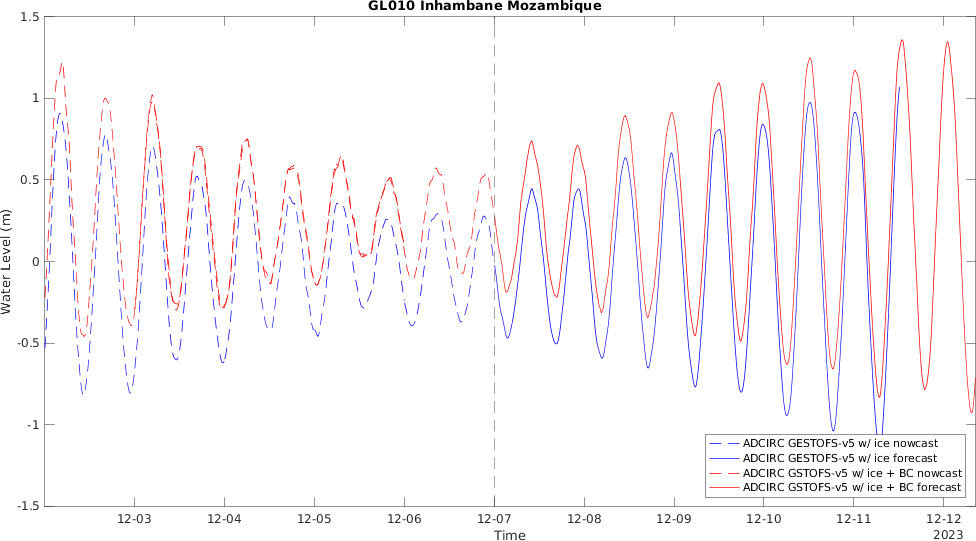 GL010 Inhambane Mozambique
1.5
1
0.5
0
-0.5
-1
-1.5
Water Level (m)
12-03 12-04 12-05 12-06 12-07 12-08 12-09 12-10 12-11 12-12
2023
Time
ADCIRC GESTOFS-v5 w/ ice nowcast
ADCIRC GESTOFS-v5 w/ ice forecast
ADCIRC GSTOFS-v5 w/ ice + BC nowcast
ADCIRC GSTOFS-v5 w/ ice + BC forecast